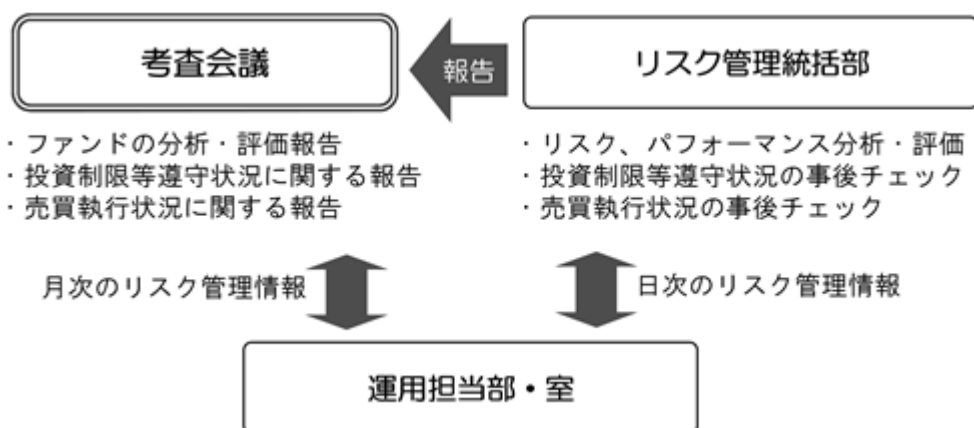 考査会議
報告
リスク管理統括部
・ファンドの分析・評価報告
・投資制限等遵守状況に関する報告
・売買執行状況に関する報告
・リスク、パフォーマンス分析・評価
・投資制限等遵守状況の事後チェック
・売買執行状況の事後チェック
月次のリスク管理情報
日次のリスク管理情報
運用担当部・室